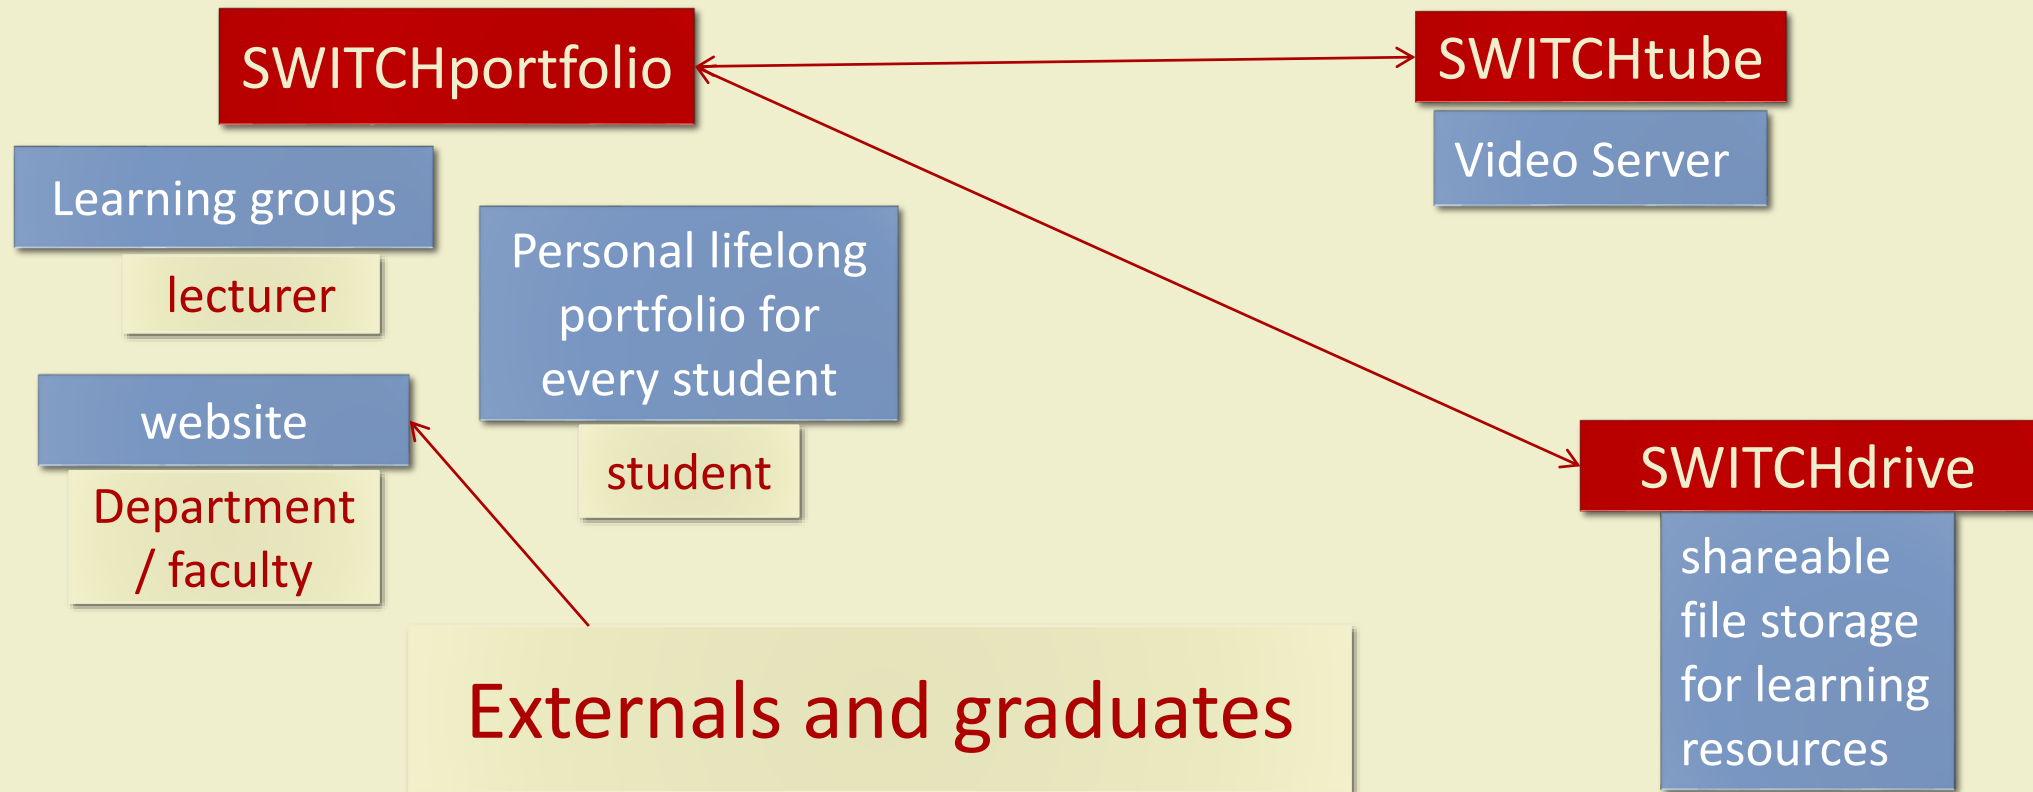 SWITCHportfolio
SWITCHtube
Video Server
Learning groups
lecturer
Personal lifelong
portfolio for
every student
student
website
Department
/ faculty
SWITCHdrive
shareable
file storage
for learning
resources
Externals and graduates